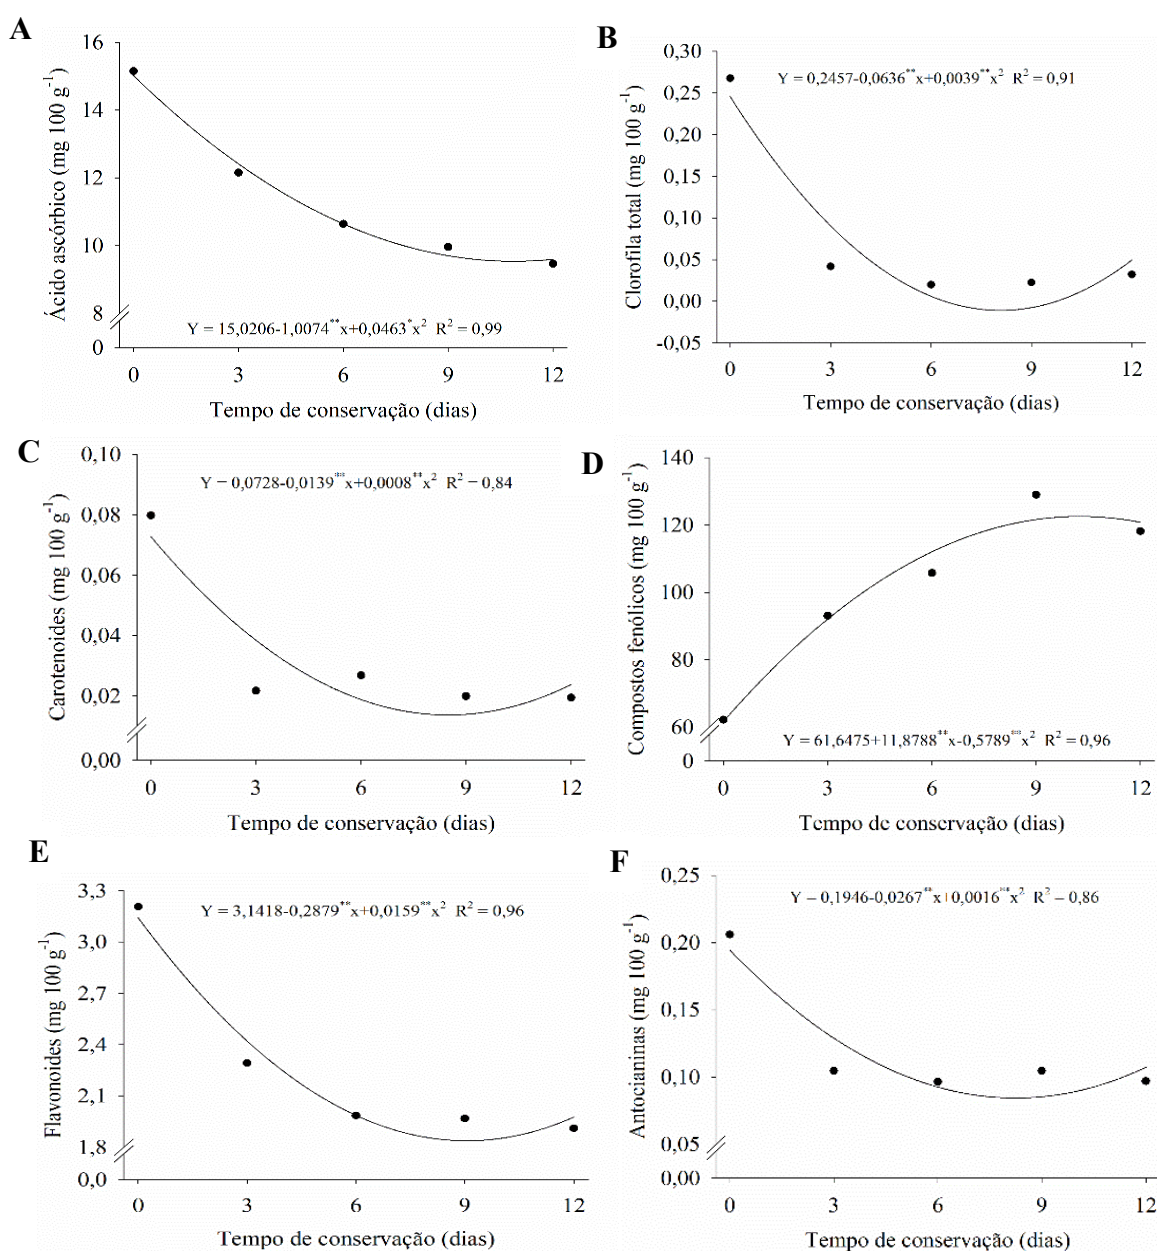 A
Ácido ascórbico (mg 100 g⁻¹)
16
14
12
10
8
0
Y = 15,0206-1,0074**x+0,0463*x² R² = 0,99
0 3 6 9 12
Tempo de conservação (dias)
B
Clorofila total (mg 100 g⁻¹)
0,30
Y = 0,2457-0,0636**x+0,0039**x² R² = 0,91
0,25
0,20
0,15
0,10
0,05
0,00
-0,05
0 3 6 9 12
Tempo de conservação (dias)
C
Carotenoides (mg 100 g⁻¹)
0,10
Y = 0,0728-0,0139**x+0,0008**x² R² = 0,84
0,08
0,06
0,04
0,02
0,00
0 3 6 9 12
Tempo de conservação (dias)
D
Compostos fenólicos (mg 100 g⁻¹)
140
120
100
80
60
Y = 61,6475+11,8788**x-0,5789**x² R² = 0,96
0
0 3 6 9 12
Tempo de conservação (dias)
E
Flavonoides (mg 100 g⁻¹)
3,3
Y = 3,1418-0,2879**x+0,0159**x² R² = 0,96
3,0
2,7
2,4
2,1
1,8
0,0
0 3 6 9 12
Tempo de conservação (dias)
F
Antocianinas (mg 100 g⁻¹)
0,25
Y = 0,1946-0,0267**x+0,0016**x² R² = 0,86
0,20
0,15
0,10
0,05
0,00
0 3 6 9 12
Tempo de conservação (dias)